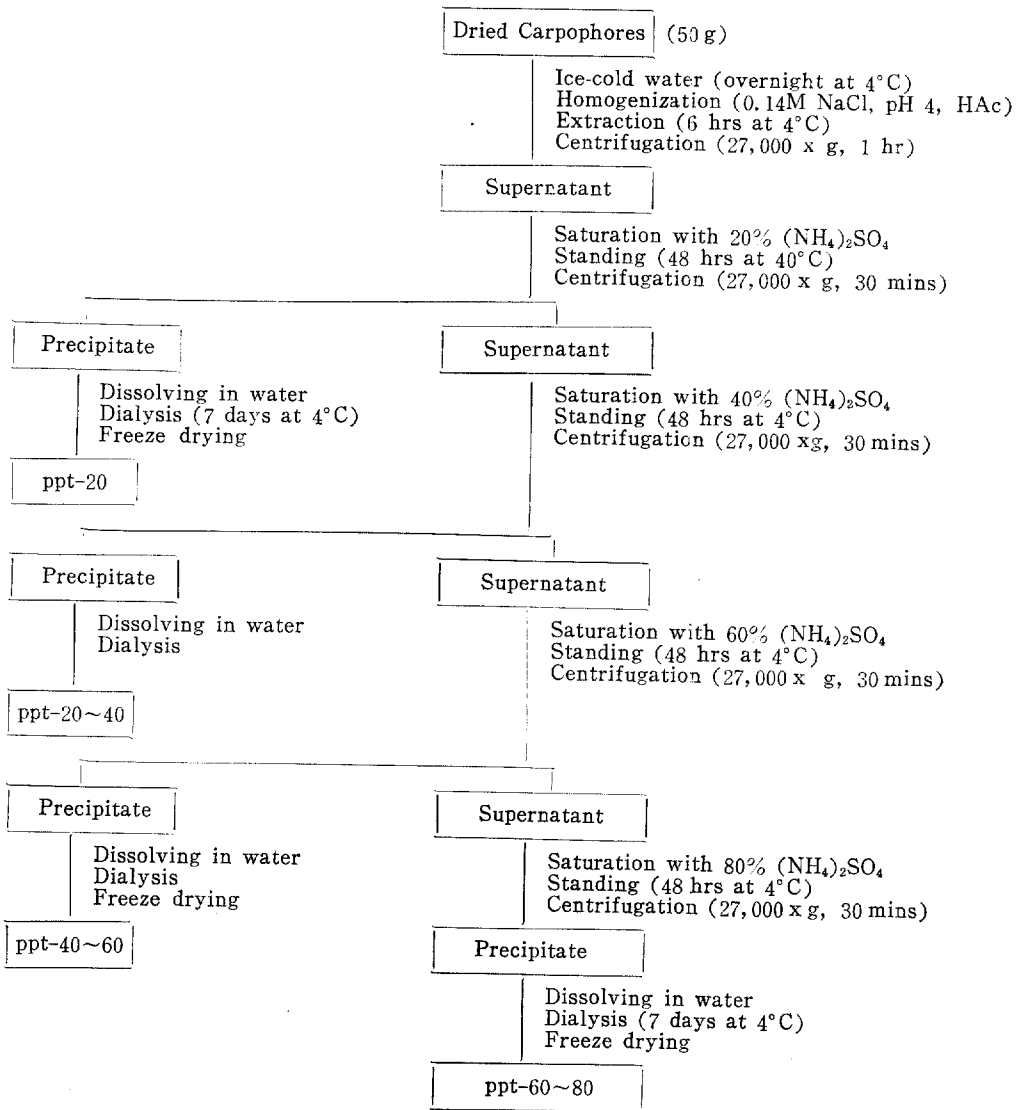 Dried Carpophores (50 g)
Ice-cold water (overnight at 4°C)
Homogenization (0.14M NaCl, pH 4, HAc)
Extraction (6 hrs at 4°C)
Centrifugation (27,000 x g, 1 hr)
Supernatant
Saturation with 20% (NH₄)₂SO₄
Standing (48 hrs at 40°C)
Centrifugation (27,000 x g, 30 mins)
Precipitate
Dissolving in water
Dialysis (7 days at 4°C)
Freeze drying
ppt-20
Supernatant
Saturation with 40% (NH₄)₂SO₄
Standing (48 hrs at 4°C)
Centrifugation (27,000 xg, 30 mins)
Precipitate
Dissolving in water
Dialysis
ppt-20~40
Supernatant
Saturation with 60% (NH₄)₂SO₄
Standing (48 hrs at 4°C)
Centrifugation (27,000 x g, 30 mins)
Precipitate
Dissolving in water
Dialysis
Freeze drying
ppt-40~60
Supernatant
Saturation with 80% (NH₄)₂SO₄
Standing (48 hrs at 4°C)
Centrifugation (27,000 x g, 30 mins)
Precipitate
Dissolving in water
Dialysis (7 days at 4°C)
Freeze drying
ppt-60~80